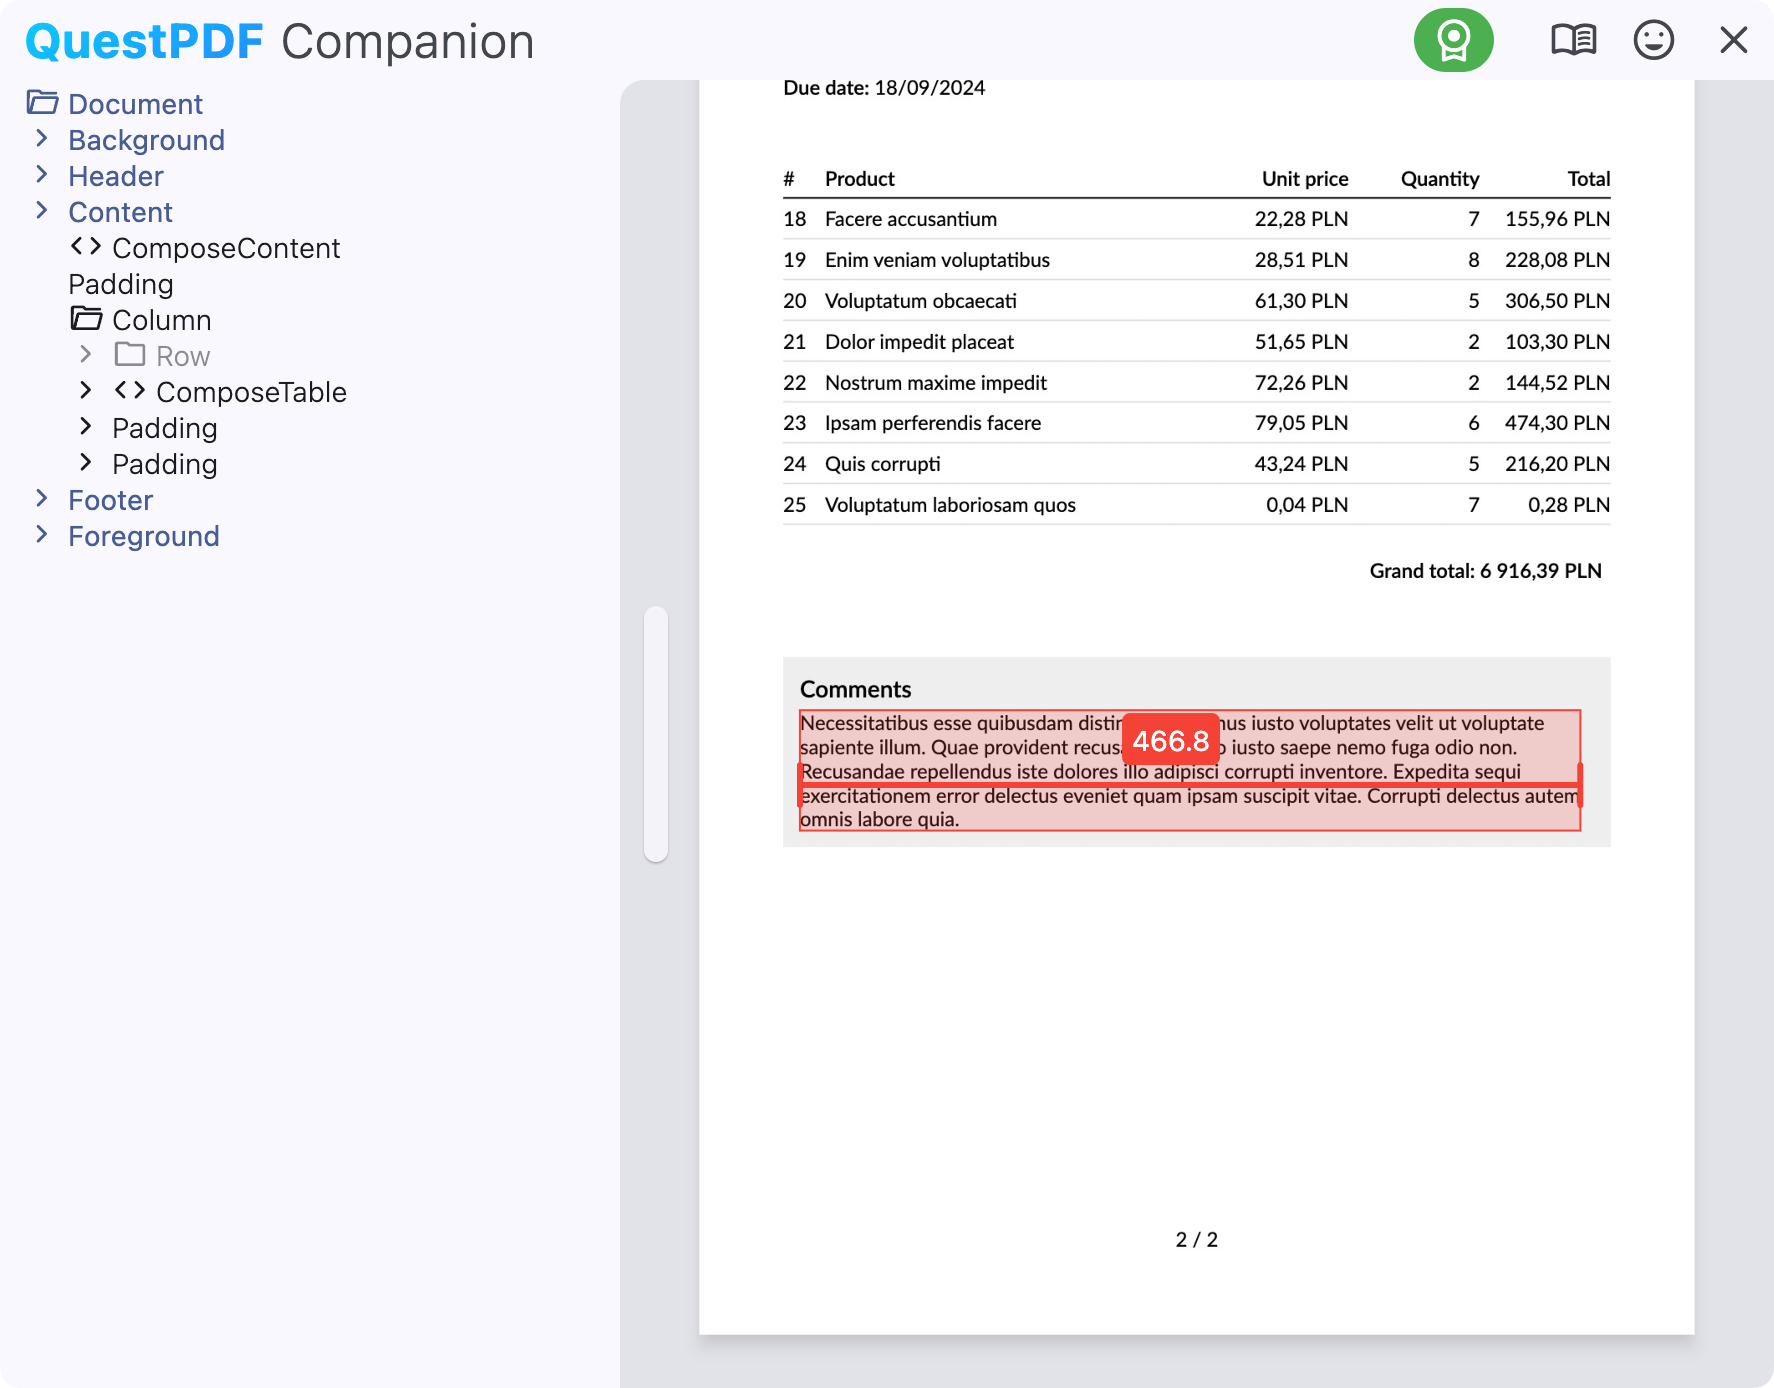 QuestPDF Companion
Document
Background
Header
Content
<> ComposeContent
Padding
Column
Row
<> ComposeTable
Padding
Padding
Footer
Foreground
Due date: 18/09/2024
# Product Unit price Quantity Total
18 Facere accusantium 22,28 PLN 7 155,96 PLN
19 Enim veniam voluptatibus 28,51 PLN 8 228,08 PLN
20 Voluptatum obcaecati 61,30 PLN 5 306,50 PLN
21 Dolor impedit placeat 51,65 PLN 2 103,30 PLN
22 Nostrum maxime impedit 72,26 PLN 2 144,52 PLN
23 Ipsam perferendis facere 79,05 PLN 6 474,30 PLN
24 Quis corrupti 43,24 PLN 5 216,20 PLN
25 Voluptatum laboriosam quos 0,04 PLN 7 0,28 PLN
Grand total: 6 916,39 PLN
Comments
Necessitatibus esse quibusdam iusto voluptates velit ut voluptate
466.8
sapiente illum. Quae provident iusto saepe nemo fuga odio non.
Recusandae repellendus iste dolores illo adipisci corrupti inventore. Expedita sequi
exercitationem error delectus eveniet quam ipsam suscipit vitae. Corrupti delectus autem
omnis labore quia.
2 / 2